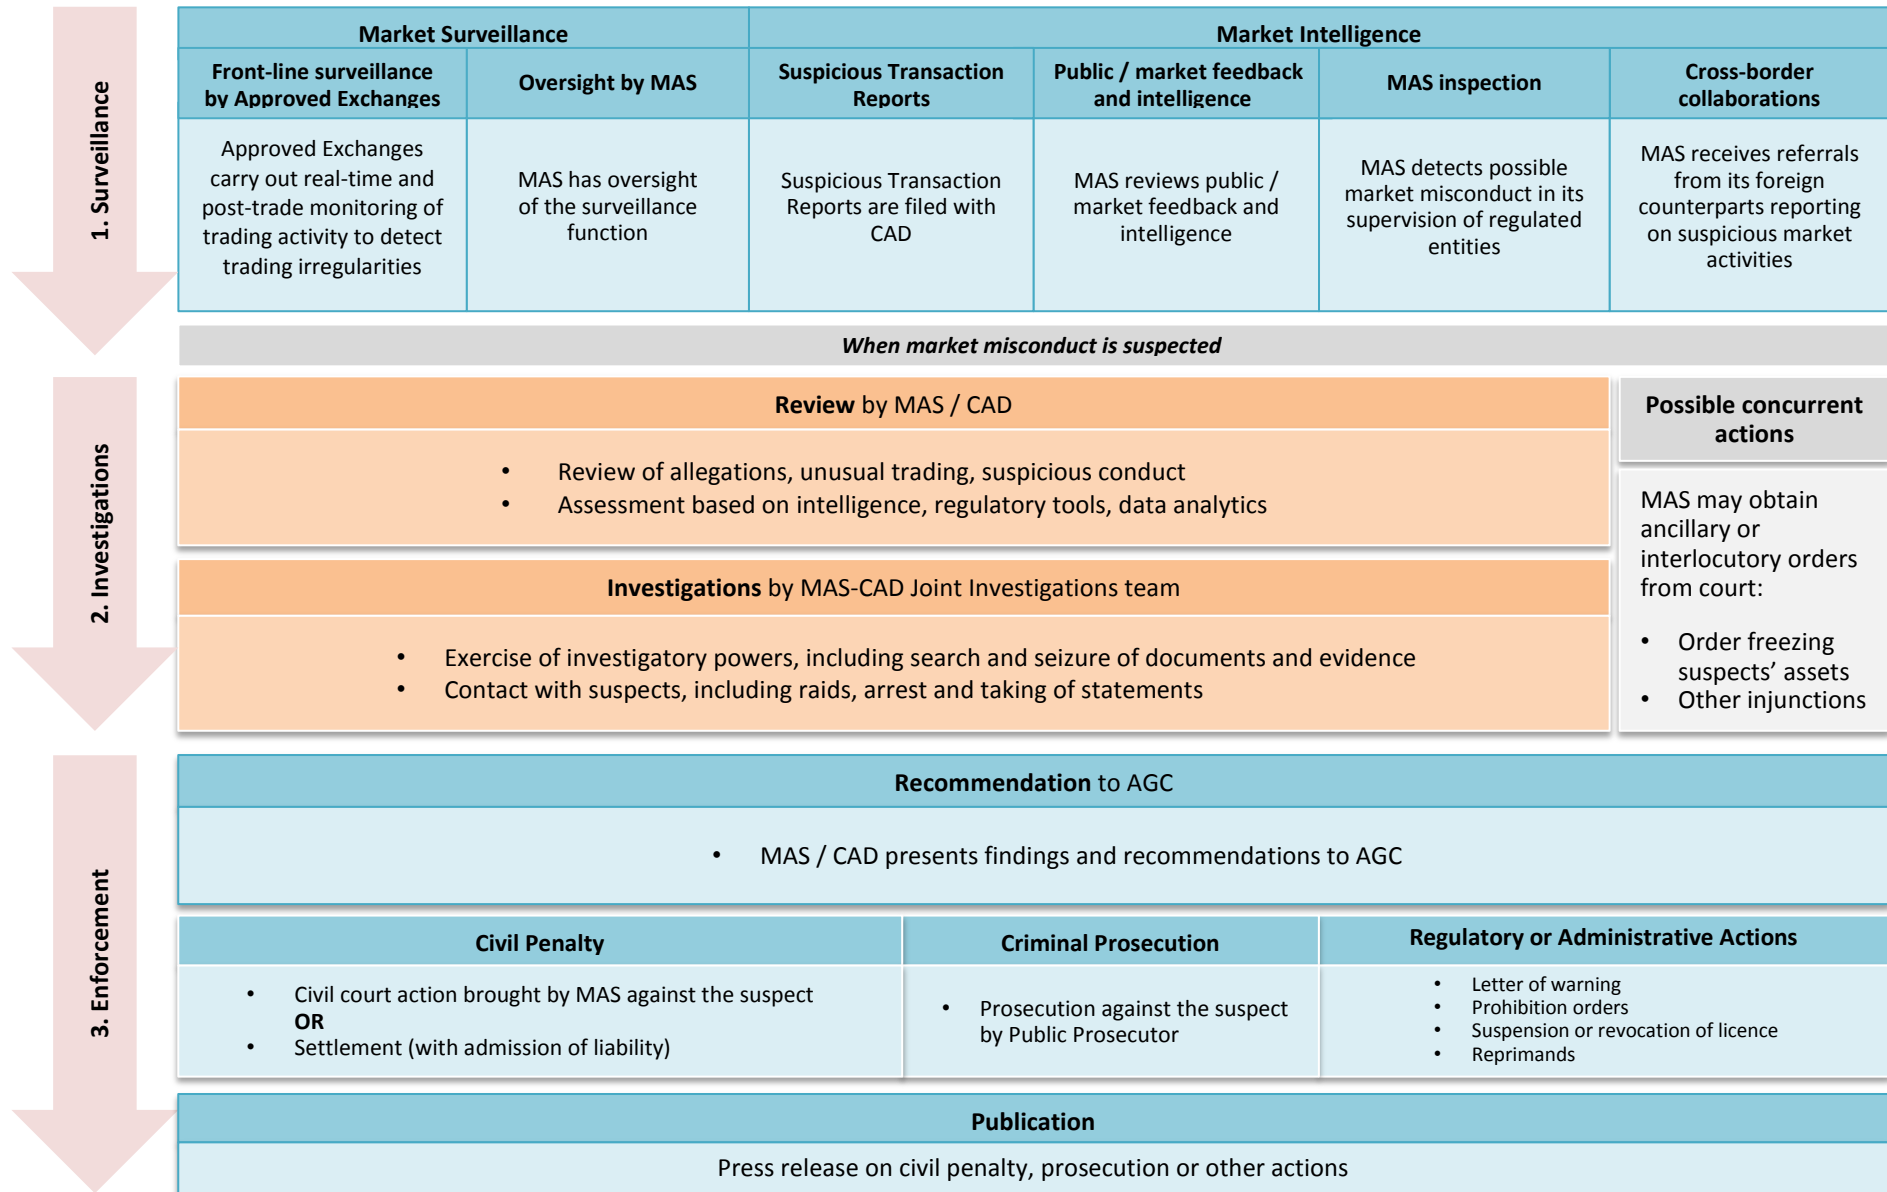 1. Surveillance
Market Surveillance
Market Intelligence
Front-line surveillance
by Approved Exchanges
Oversight by MAS
Suspicious Transaction
Reports
Public / market feedback
and intelligence
MAS inspection
Cross-border
collaborations
Approved Exchanges
carry out real-time and
post-trade monitoring of
trading activity to detect
trading irregularities
MAS has oversight
of the surveillance
function
Suspicious Transaction
Reports are filed with
CAD
MAS reviews public /
market feedback and
intelligence
MAS detects possible
market misconduct in its
supervision of regulated
entities
MAS receives referrals
from its foreign
counterparts reporting
on suspicious market
activities
When market misconduct is suspected
2. Investigations
Review by MAS / CAD
• Review of allegations, unusual trading, suspicious conduct
• Assessment based on intelligence, regulatory tools, data analytics
Investigations by MAS-CAD Joint Investigations team
• Exercise of investigatory powers, including search and seizure of documents and evidence
• Contact with suspects, including raids, arrest and taking of statements
Possible concurrent
actions
MAS may obtain
ancillary or
interlocutory orders
from court:
• Order freezing
suspects’ assets
• Other injunctions
3. Enforcement
Recommendation to AGC
• MAS / CAD presents findings and recommendations to AGC
Civil Penalty
• Civil court action brought by MAS against the suspect
OR
• Settlement (with admission of liability)
Criminal Prosecution
• Prosecution against the suspect
by Public Prosecutor
Regulatory or Administrative Actions
• Letter of warning
• Prohibition orders
• Suspension or revocation of licence
• Reprimands
Publication
Press release on civil penalty, prosecution or other actions